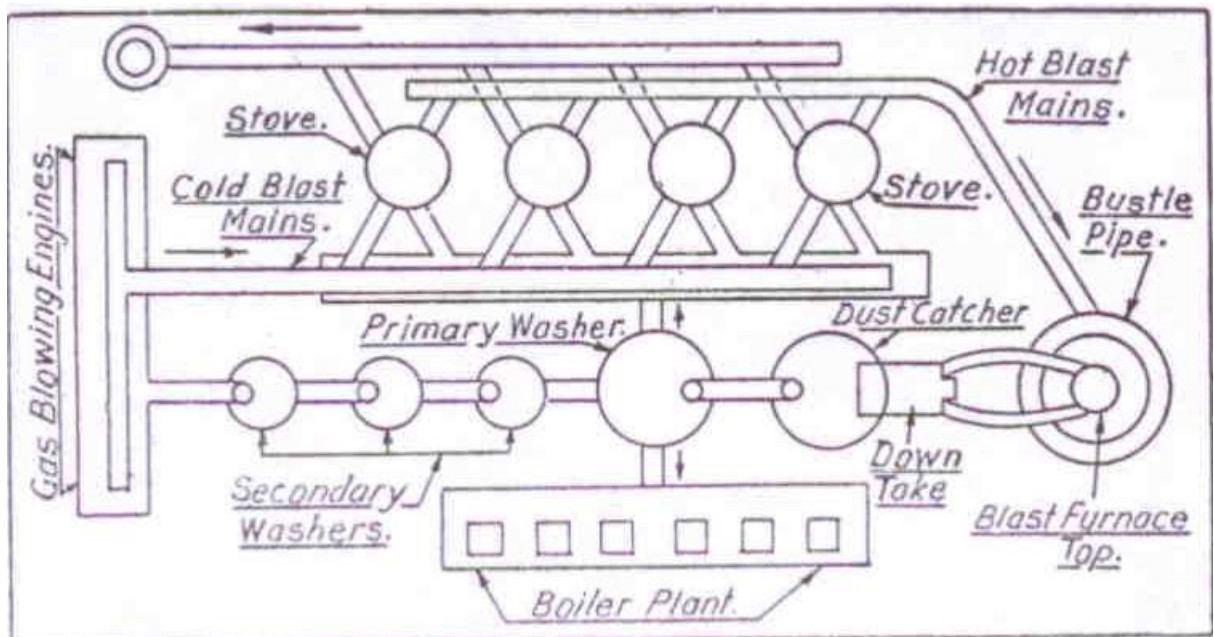 Hot Blast
Mains.
Stove.
Cold Blast
Mains.
Stove.
Bustle
Pipe.
Gas Blowing Engines.
Primary Washer.
Dust Catcher
Down
Take
Secondary
Washers.
Blast Furnace
Top.
Boiler Plant.